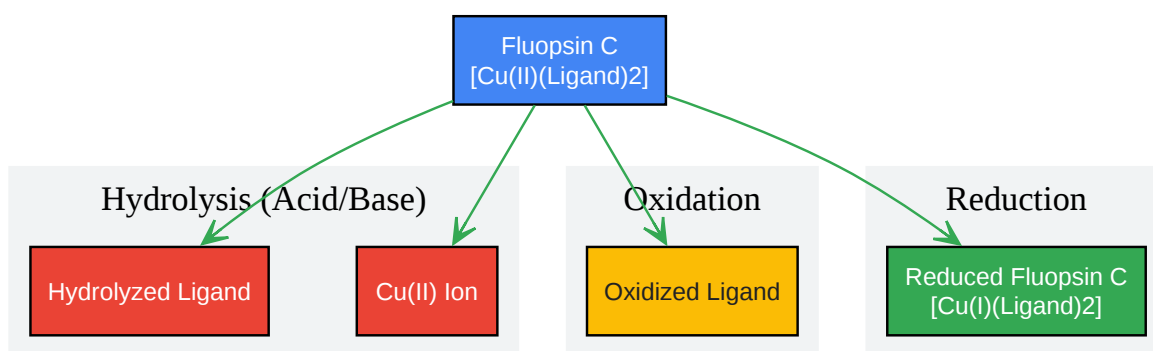 Fluopsin C
[Cu(II)(Ligand)2]
Hydrolysis (Acid/Base)
Oxidation
Reduction
Hydrolyzed Ligand
Cu(II) Ion
Oxidized Ligand
Reduced Fluopsin C
[Cu(I)(Ligand)2]